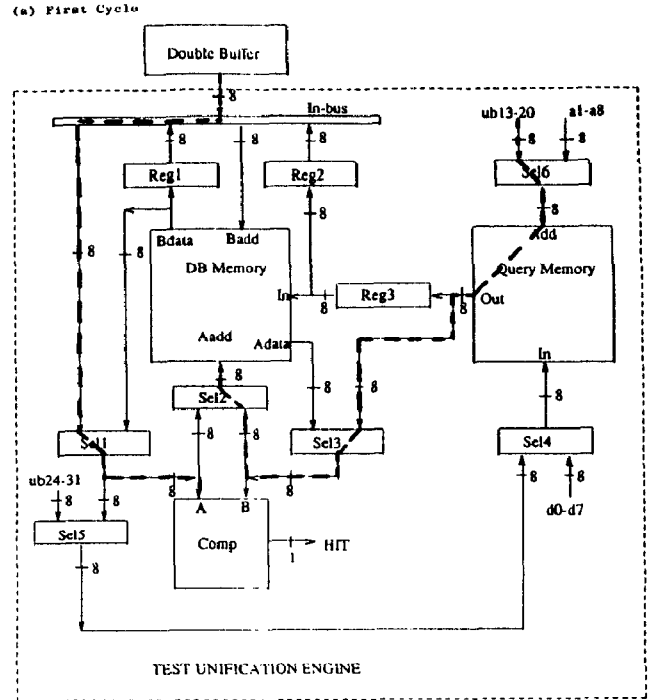 (a) First Cycle
Double Buffer
8
In-bus
ub13-20 a1-a8
8 8
8 8 8
Reg1 Reg2 Sel6
8 8
8 8
Bdata Badd Add
DB Memory Query Memory
In 8 Reg3 8 Out
Aadd Adata
In
8 8 8
Sel2
8 8 8
Sel1 Sel3 Sel4
ub24-31 8 8 8 8
8 8 A B d0-d7
Sel5 Comp 1 HIT
8
TEST UNIFICATION ENGINE